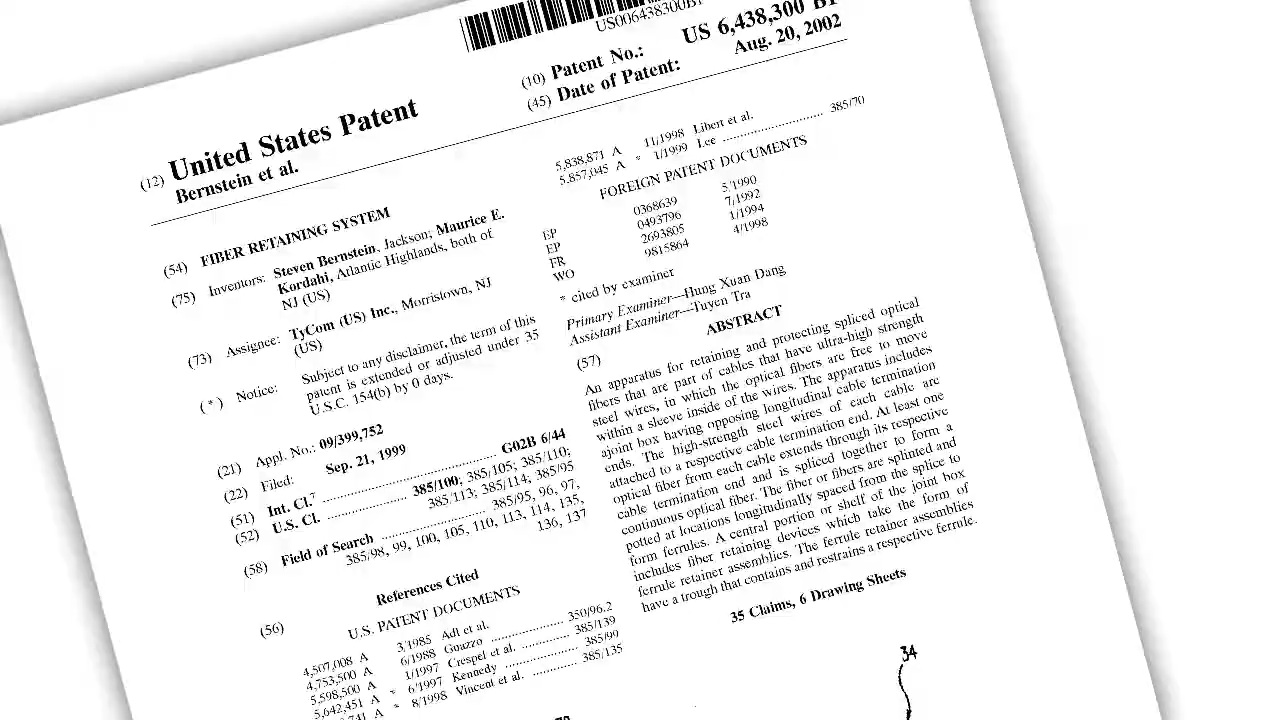 US006438300B1
(12) United States Patent
Bernstein et al.
(10) Patent No.: US 6,438,300 B1
(45) Date of Patent: Aug. 20, 2002
(54) FIBER RETAINING SYSTEM
(75) Inventors: Steven Bernstein, Jackson; Maurice E.
Kordahi, Atlantic Highlands, both of
NJ (US)
(73) Assignee: TyCom (US) Inc., Morristown, NJ
(US)
( * ) Notice: Subject to any disclaimer, the term of this
patent is extended or adjusted under 35
U.S.C. 154(b) by 0 days.
(21) Appl. No.: 09/399,752
(22) Filed: Sep. 21, 1999
(51) Int. Cl.7 ........ G02B 6/44
(52) U.S. Cl. ........ 385/100; 385/105; 385/110;
385/113; 385/114; 385/95
(58) Field of Search ........ 385/95, 96, 97,
385/98, 99, 100, 105, 110, 113, 114, 135,
136, 137
(56) References Cited
U.S. PATENT DOCUMENTS
4,507,008 A 3/1985 Adl et al.
4,753,500 A 6/1988 Guazzo ........ 350/96.2
5,598,500 A 1/1997 Crespel et al. ........ 385/139
5,642,451 A * 6/1997 Kennedy ........ 385/99
741 A * 8/1998 Vincent et al. ........ 385/135
5,838,871 A 11/1998 Libert et al.
5,857,045 A * 1/1999 Lee ........ 385/70
FOREIGN PATENT DOCUMENTS
EP 0368639 5/1990
EP 0493796 7/1992
FR 2693805 1/1994
WO 9815864 4/1998
* cited by examiner
Primary Examiner—Hung Xuan Dang
Assistant Examiner—Tuyen Tra
(57) ABSTRACT
An apparatus for retaining and protecting spliced optical
fibers that are part of cables that have ultra-high strength
steel wires, in which the optical fibers are free to move
within a sleeve inside of the wires. The apparatus includes
ajoint box having opposing longitudinal cable termination
ends. The high-strength steel wires of each cable are
attached to a respective cable termination end. At least one
optical fiber from each cable extends through its respective
cable termination end and is spliced together to form a
continuous optical fiber. The fiber or fibers are splinted and
potted at locations longitudinally spaced from the splice to
form ferrules. A central portion or shelf of the joint box
includes fiber retaining devices which take the form of
ferrule retainer assemblies. The ferrule retainer assemblies
have a trough that contains and restrains a respective ferrule.
35 Claims, 6 Drawing Sheets
34